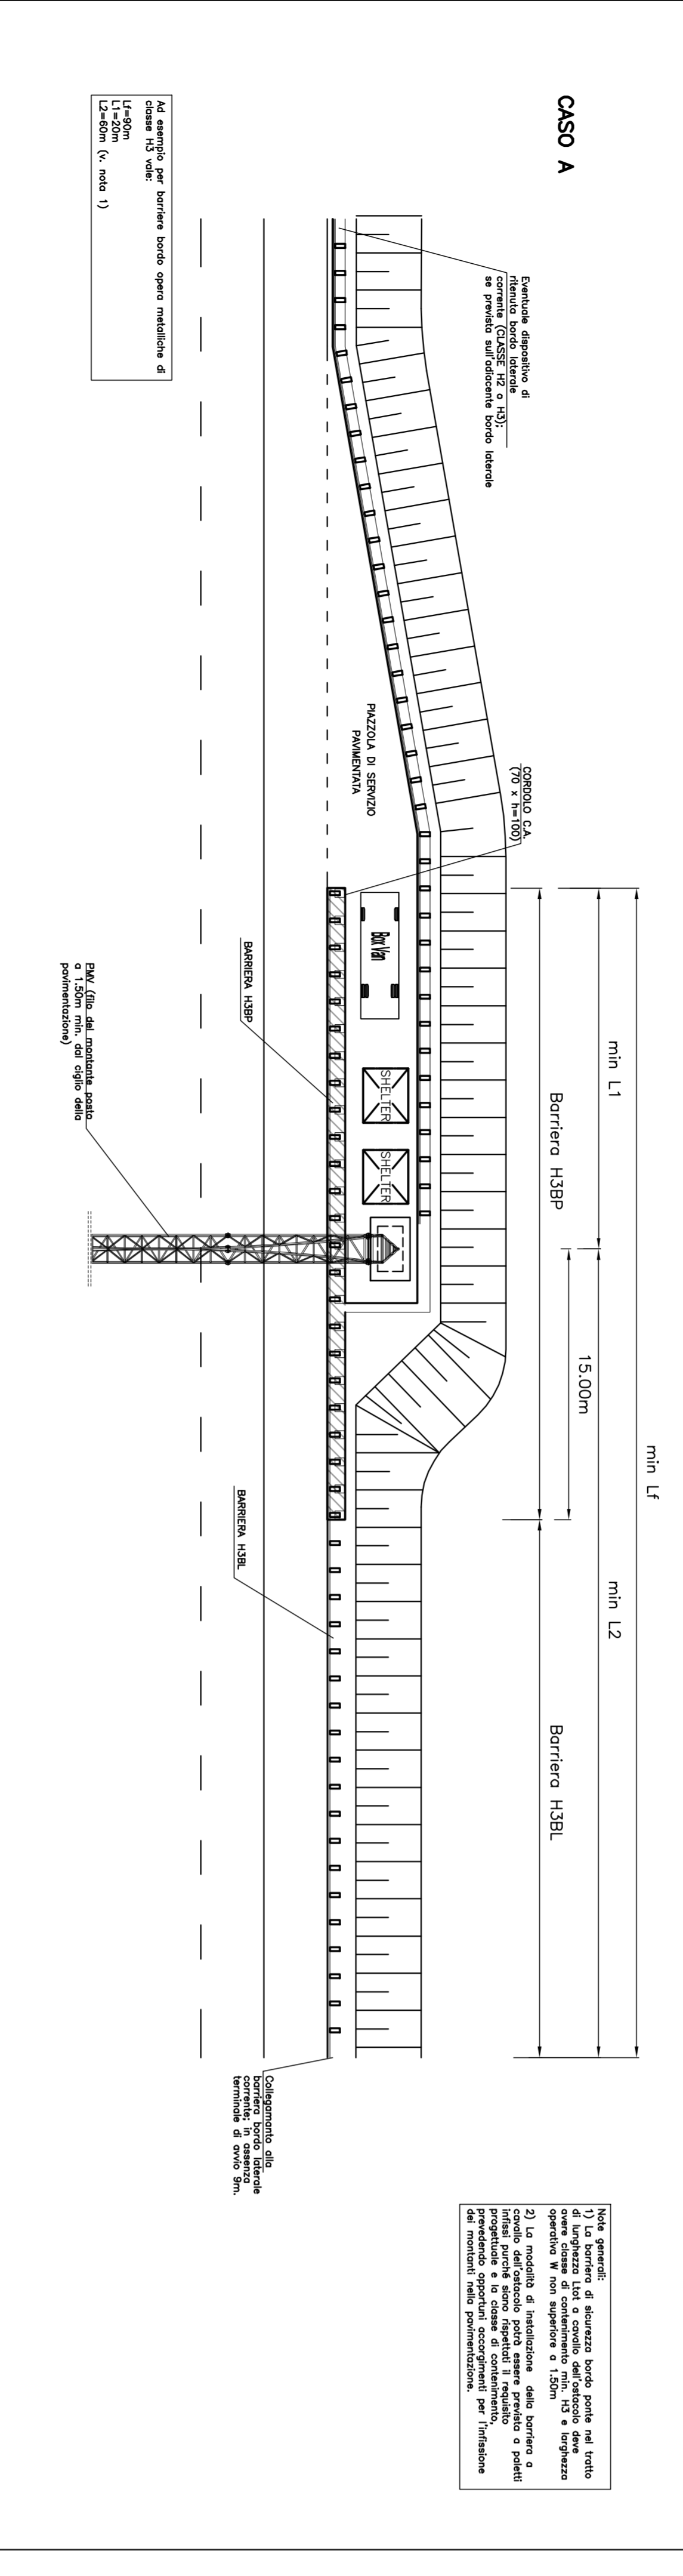 CASO A
Ad esempio per barriere bordo opera metalliche di
classe H3 vale:
Lf=90m
L1=20m
L2=60m (v. nota 1)
Eventuale dispositivo di
ritenuta bordo laterale
corrente (CLASSE H2 o H3);
se prevista sull'adiacente bordo laterale
PIAZZOLA DI SERVIZIO
PAVIMENTATA
CORDOLO C.A.
(70 x h=100)
Box Van
SHELTER
SHELTER
BARRIERA H3BP
PMV (filo del montante posto
a 1.50m min. dal ciglio della
pavimentazione)
BARRIERA H3BL
min Lf
min L1
min L2
15.00m
Barriera H3BP
Barriera H3BL
Collegamanto alla
barriera bordo laterale
corrente; in assenza
terminale di avvio 9m.
Note generali:
1) La barriera di sicurezza bordo ponte nel tratto
di lunghezza Ltot a cavallo dell'ostacolo deve
avere classe di contenimento min. H3 e larghezza
operativa W non superiore a 1.50m
2) La modalità di installazione della barriera a
cavallo dell'ostacolo potrà essere prevista a paletti
infissi purché siano rispettati il requisito
progettuale e la classe di contenimento,
prevedendo opportuni accorgimenti per l'infissione
dei montanti nella pavimentazione.